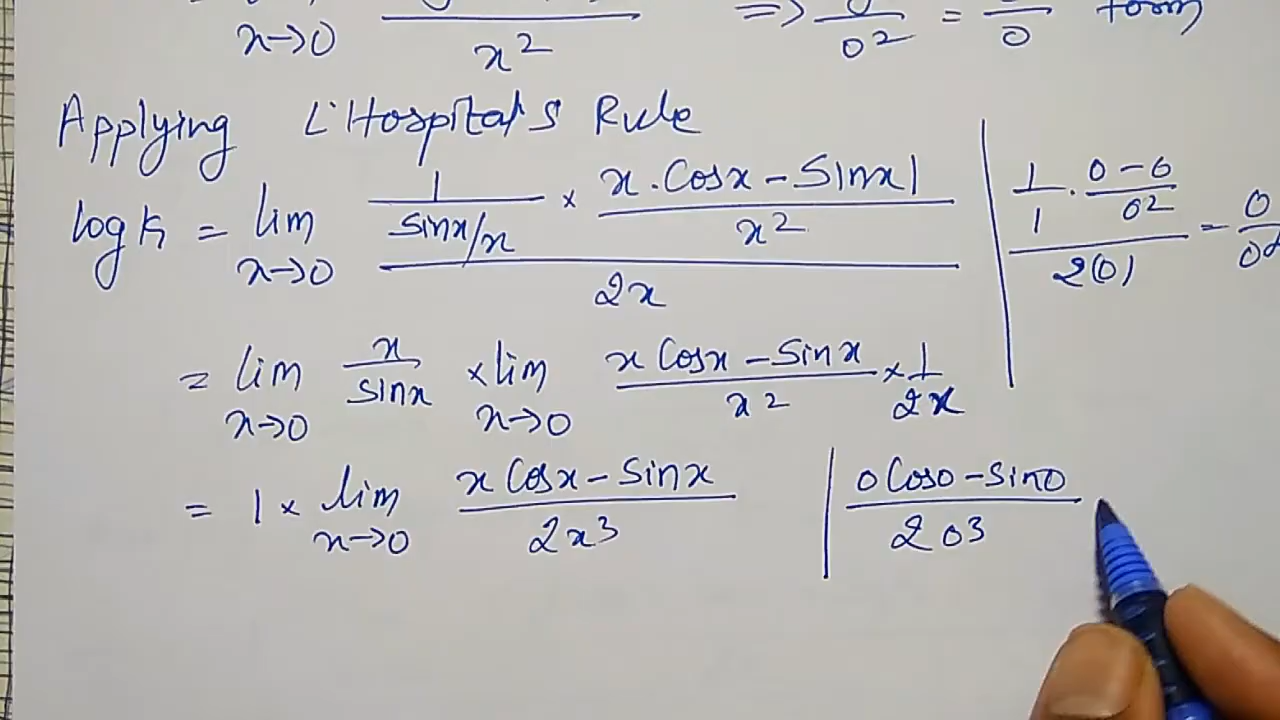 x→0 x² => 0/0² = 0/0 form
Applying L'Hospital's Rule
log k = lim x→0 (1/(sinx/x) × (x.Cosx - Sinx1)/x²)/2x | (1/1 . (0-0)/0²)/2(0) = 0/0
= lim x→0 x/sinx × lim x→0 (x Cosx - Sinx)/x² × 1/2x
= 1 × lim x→0 (x Cosx - Sinx)/2x³ | (0 Cos0 - Sin0)/2 0³